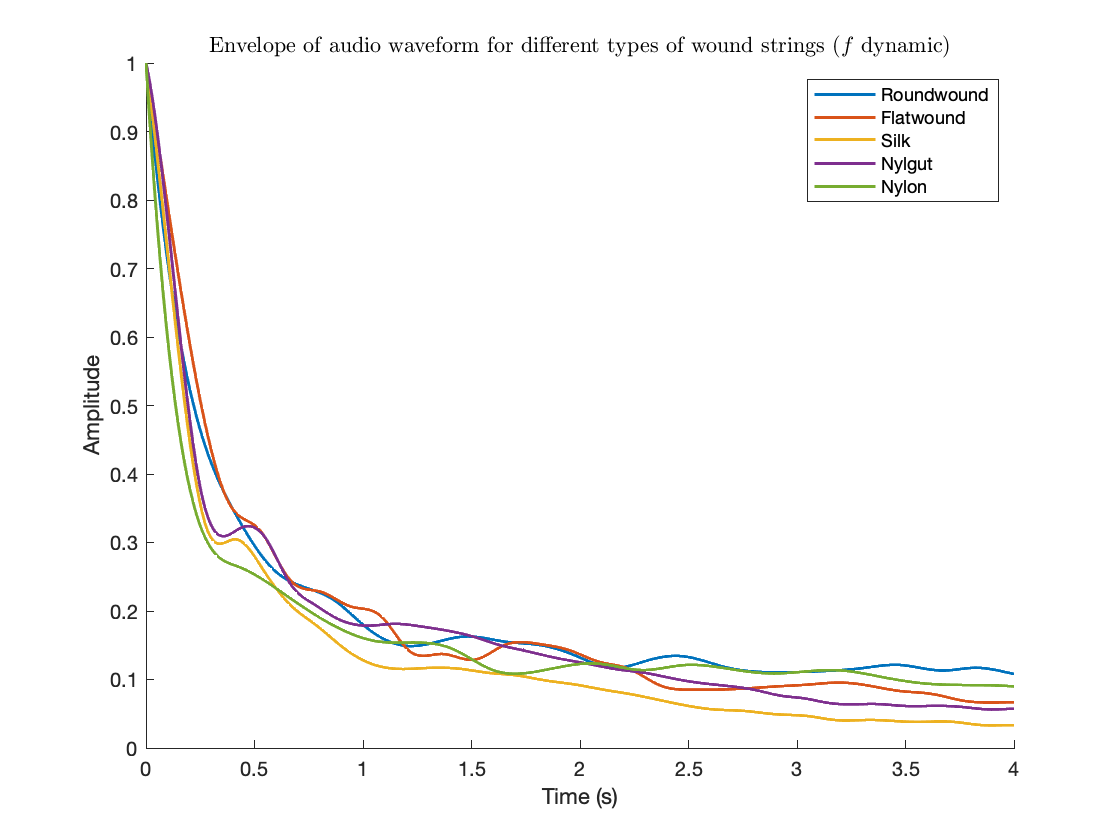 Envelope of audio waveform for different types of wound strings (f dynamic)
Roundwound
Flatwound
Silk
Nylgut
Nylon
Amplitude
1
0.9
0.8
0.7
0.6
0.5
0.4
0.3
0.2
0.1
0
0 0.5 1 1.5 2 2.5 3 3.5 4
Time (s)